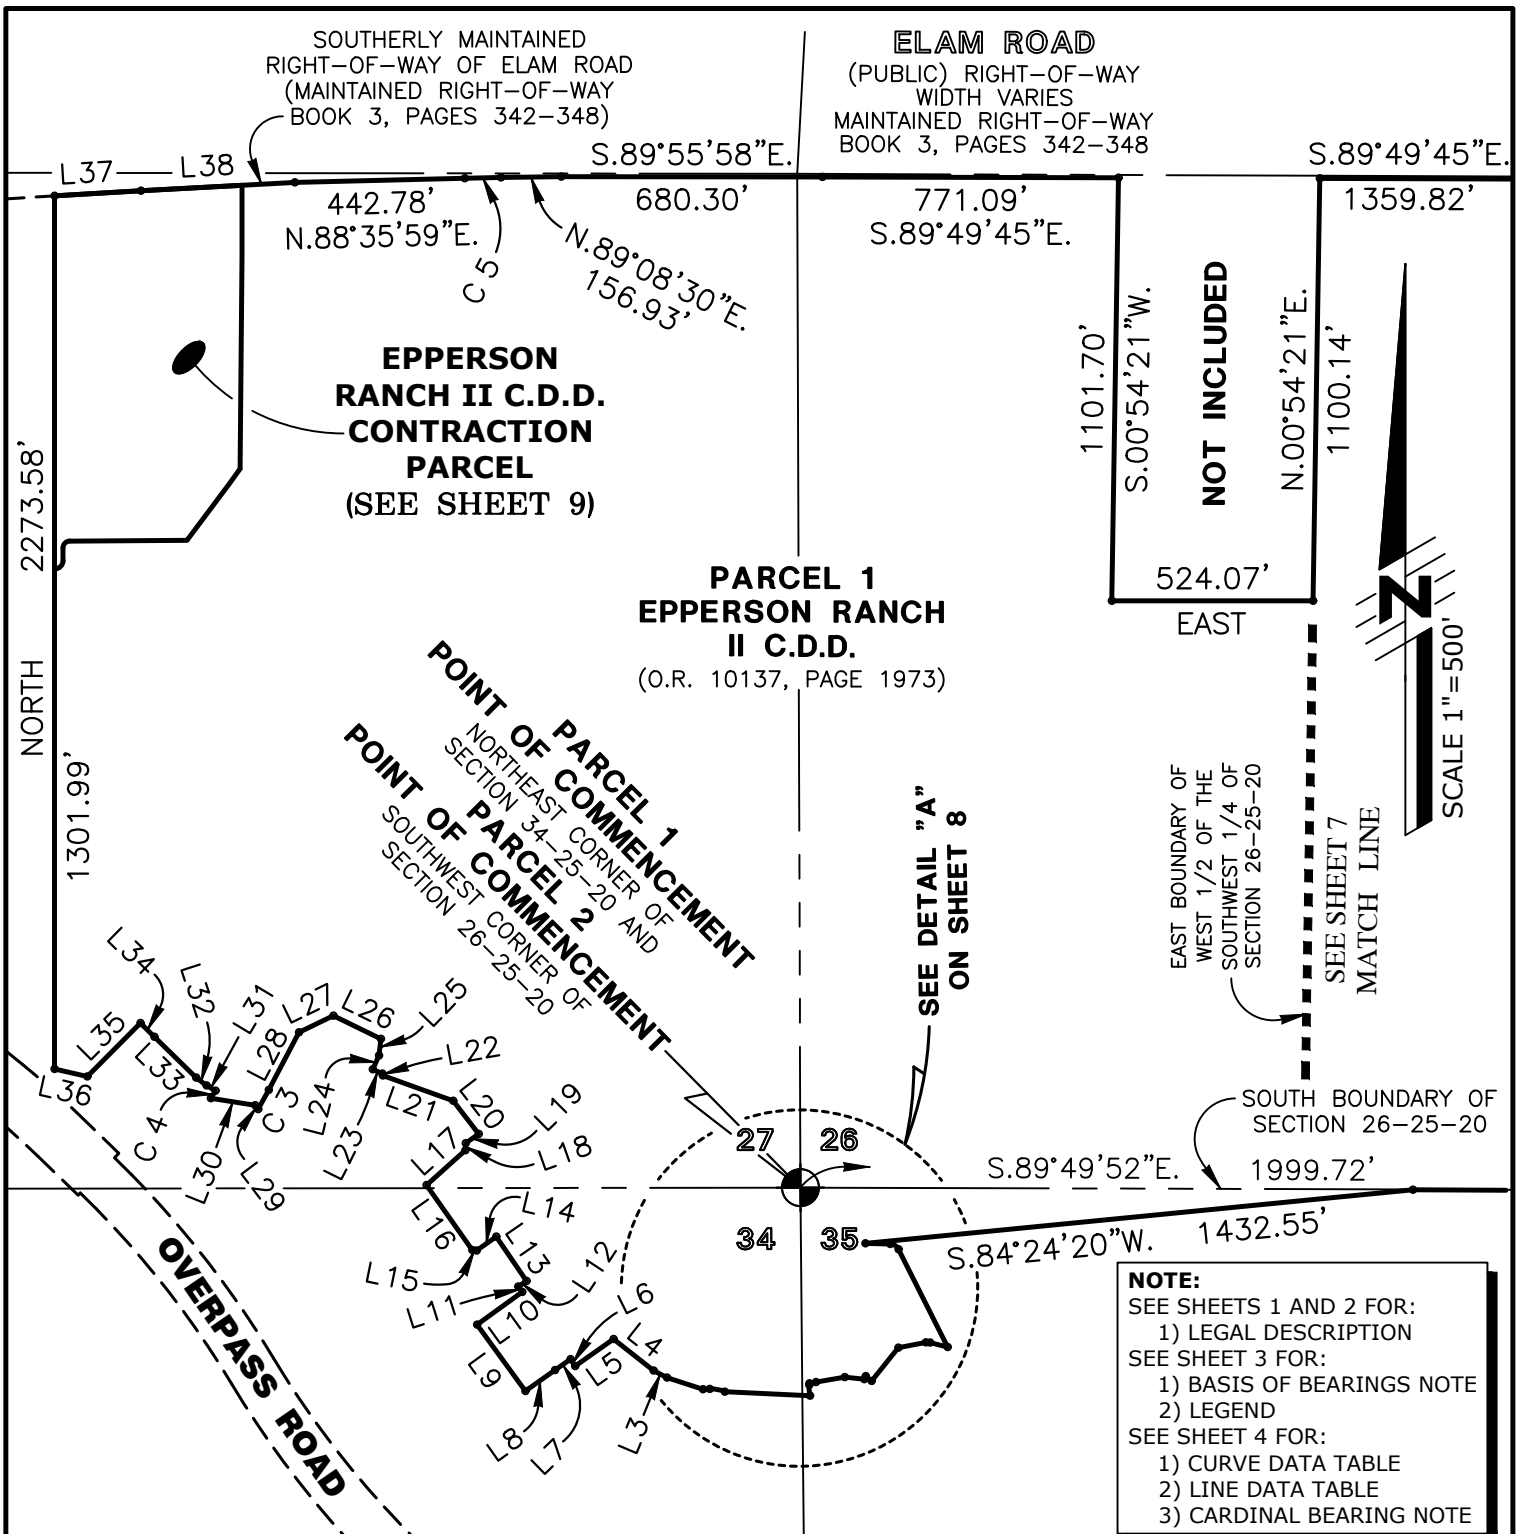 SOUTHERLY MAINTAINED
RIGHT-OF-WAY OF ELAM ROAD
(MAINTAINED RIGHT-OF-WAY
BOOK 3, PAGES 342-348)
ELAM ROAD
(PUBLIC) RIGHT-OF-WAY
WIDTH VARIES
MAINTAINED RIGHT-OF-WAY
BOOK 3, PAGES 342-348
L37
L38
S.89°55'58"E.
S.89°49'45"E.
442.78'
N.88°35'59"E.
C 5
N.89°08'30"E.
156.93'
680.30'
771.09'
S.89°49'45"E.
1359.82'
1101.70'
S.00°54'21"W.
NOT INCLUDED
N.00°54'21"E.
1100.14'
524.07'
EAST
EPPERSON
RANCH II C.D.D.
CONTRACTION
PARCEL
(SEE SHEET 9)
2273.58'
NORTH
1301.99'
PARCEL 1
EPPERSON RANCH
II C.D.D.
(O.R. 10137, PAGE 1973)
N
SCALE 1"=500'
PARCEL 1
POINT OF COMMENCEMENT
NORTHEAST CORNER OF
SECTION 34-25-20 AND
PARCEL 2
POINT OF COMMENCEMENT
SOUTHWEST CORNER OF
SECTION 26-25-20
SEE DETAIL "A"
ON SHEET 8
EAST BOUNDARY OF
WEST 1/2 OF THE
SOUTHWEST 1/4 OF
SECTION 26-25-20
SEE SHEET 7
MATCH LINE
L34
L32
L31
L35
L33
L36
C 4
L30
L29
C 3
L28
L27
L26
L25
L24
L23
L22
L21
L20
L19
L18
L17
L16
L15
L14
L13
L12
L11
L10
L9
L8
L7
L6
L5
L4
L3
27
26
34
35
SOUTH BOUNDARY OF
SECTION 26-25-20
S.89°49'52"E.
1999.72'
S.84°24'20"W.
1432.55'
OVERPASS ROAD
NOTE:
SEE SHEETS 1 AND 2 FOR:
1) LEGAL DESCRIPTION
SEE SHEET 3 FOR:
1) BASIS OF BEARINGS NOTE
2) LEGEND
SEE SHEET 4 FOR:
1) CURVE DATA TABLE
2) LINE DATA TABLE
3) CARDINAL BEARING NOTE